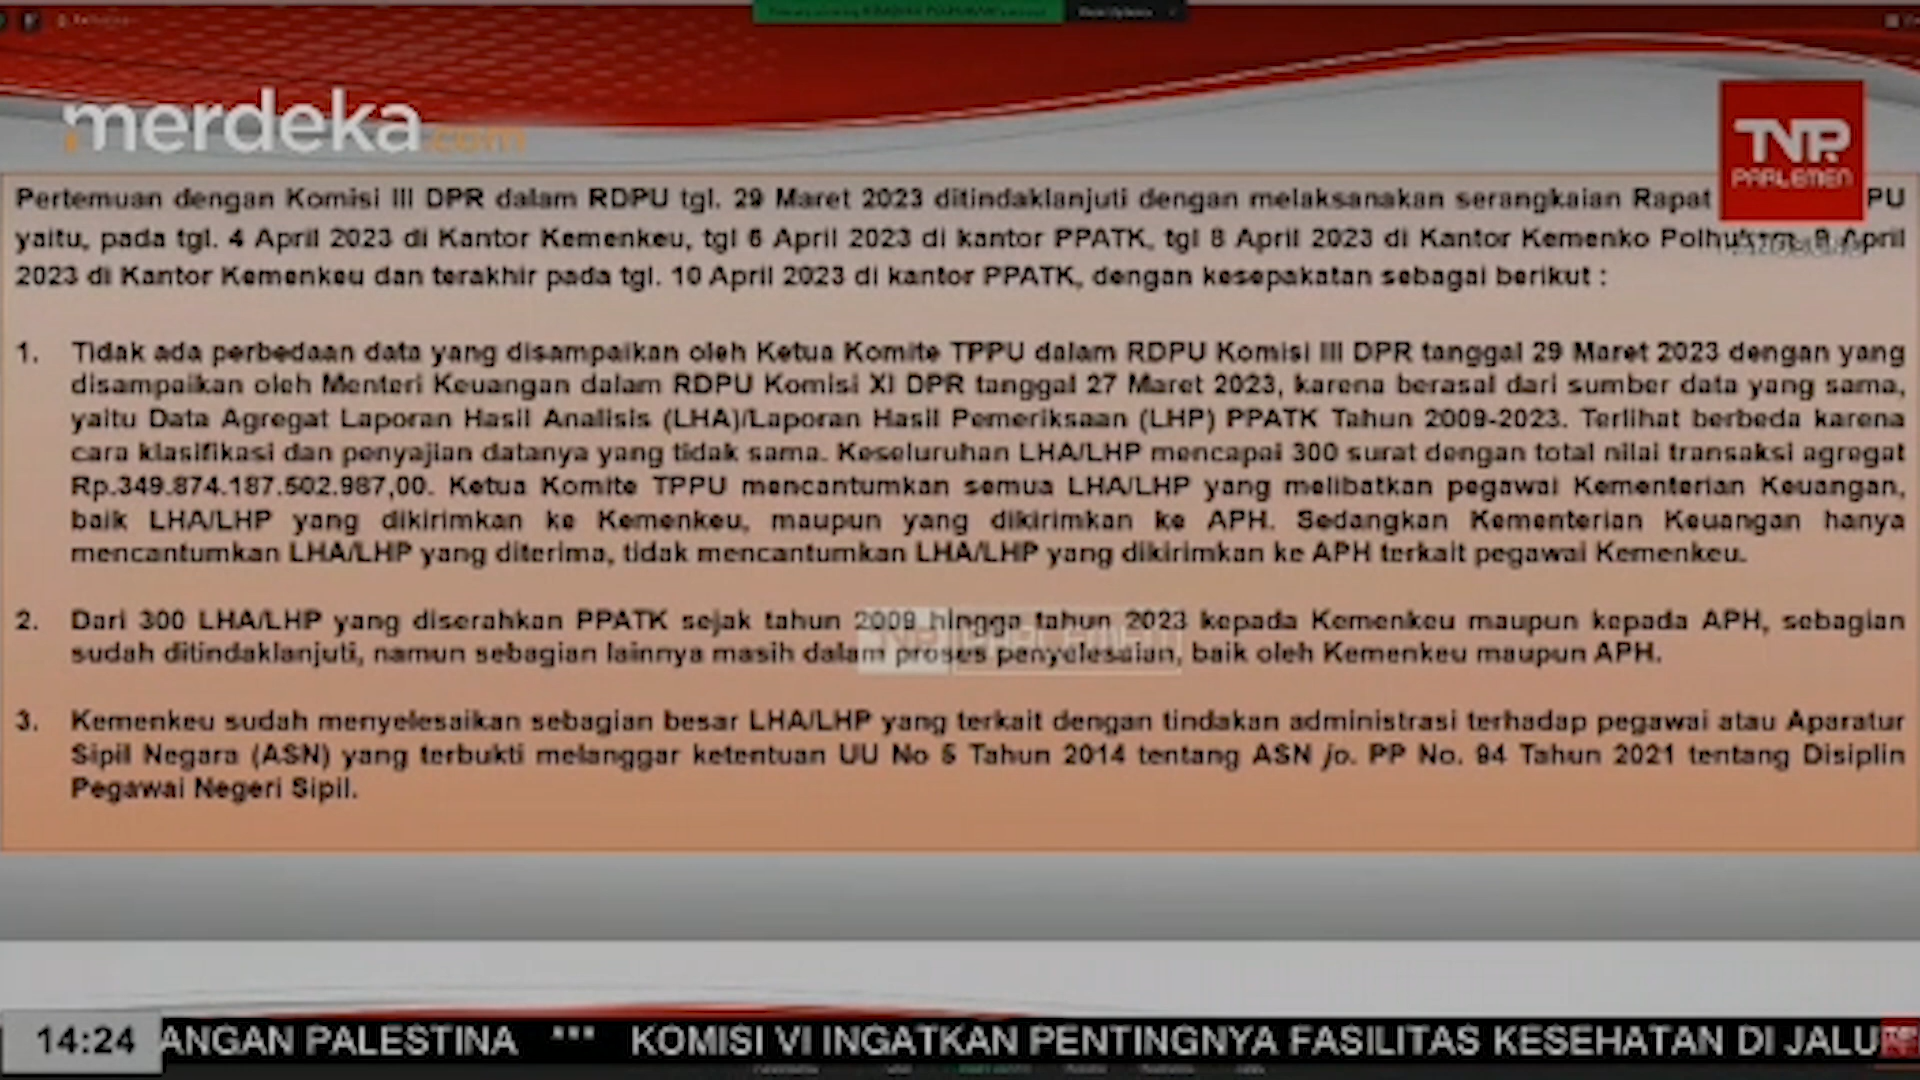 merdeka.com
TVP.
PARLEMEN
Pertemuan dengan Komisi III DPR dalam RDPU tgl. 29 Maret 2023 ditindaklanjuti dengan melaksanakan serangkaian Rapat PU
yaitu, pada tgl. 4 April 2023 di Kantor Kemenkeu, tgl 6 April 2023 di kantor PPATK, tgl 8 April 2023 di Kantor Kemenko Polhukam, 9 April
2023 di Kantor Kemenkeu dan terakhir pada tgl. 10 April 2023 di kantor PPATK, dengan kesepakatan sebagai berikut :
1. Tidak ada perbedaan data yang disampaikan oleh Ketua Komite TPPU dalam RDPU Komisi III DPR tanggal 29 Maret 2023 dengan yang
disampaikan oleh Menteri Keuangan dalam RDPU Komisi XI DPR tanggal 27 Maret 2023, karena berasal dari sumber data yang sama,
yaitu Data Agregat Laporan Hasil Analisis (LHA)/Laporan Hasil Pemeriksaan (LHP) PPATK Tahun 2009-2023. Terlihat berbeda karena
cara klasifikasi dan penyajian datanya yang tidak sama. Keseluruhan LHA/LHP mencapai 300 surat dengan total nilai transaksi agregat
Rp.349.874.187.502.987,00. Ketua Komite TPPU mencantumkan semua LHA/LHP yang melibatkan pegawai Kementerian Keuangan,
baik LHA/LHP yang dikirimkan ke Kemenkeu, maupun yang dikirimkan ke APH. Sedangkan Kementerian Keuangan hanya
mencantumkan LHA/LHP yang diterima, tidak mencantumkan LHA/LHP yang dikirimkan ke APH terkait pegawai Kemenkeu.
2. Dari 300 LHA/LHP yang diserahkan PPATK sejak tahun 2009 hingga tahun 2023 kepada Kemenkeu maupun kepada APH, sebagian
sudah ditindaklanjuti, namun sebagian lainnya masih dalam proses penyelesaian, baik oleh Kemenkeu maupun APH.
3. Kemenkeu sudah menyelesaikan sebagian besar LHA/LHP yang terkait dengan tindakan administrasi terhadap pegawai atau Aparatur
Sipil Negara (ASN) yang terbukti melanggar ketentuan UU No 5 Tahun 2014 tentang ASN jo. PP No. 94 Tahun 2021 tentang Disiplin
Pegawai Negeri Sipil.
14:24 ANGAN PALESTINA *** KOMISI VI INGATKAN PENTINGNYA FASILITAS KESEHATAN DI JALU